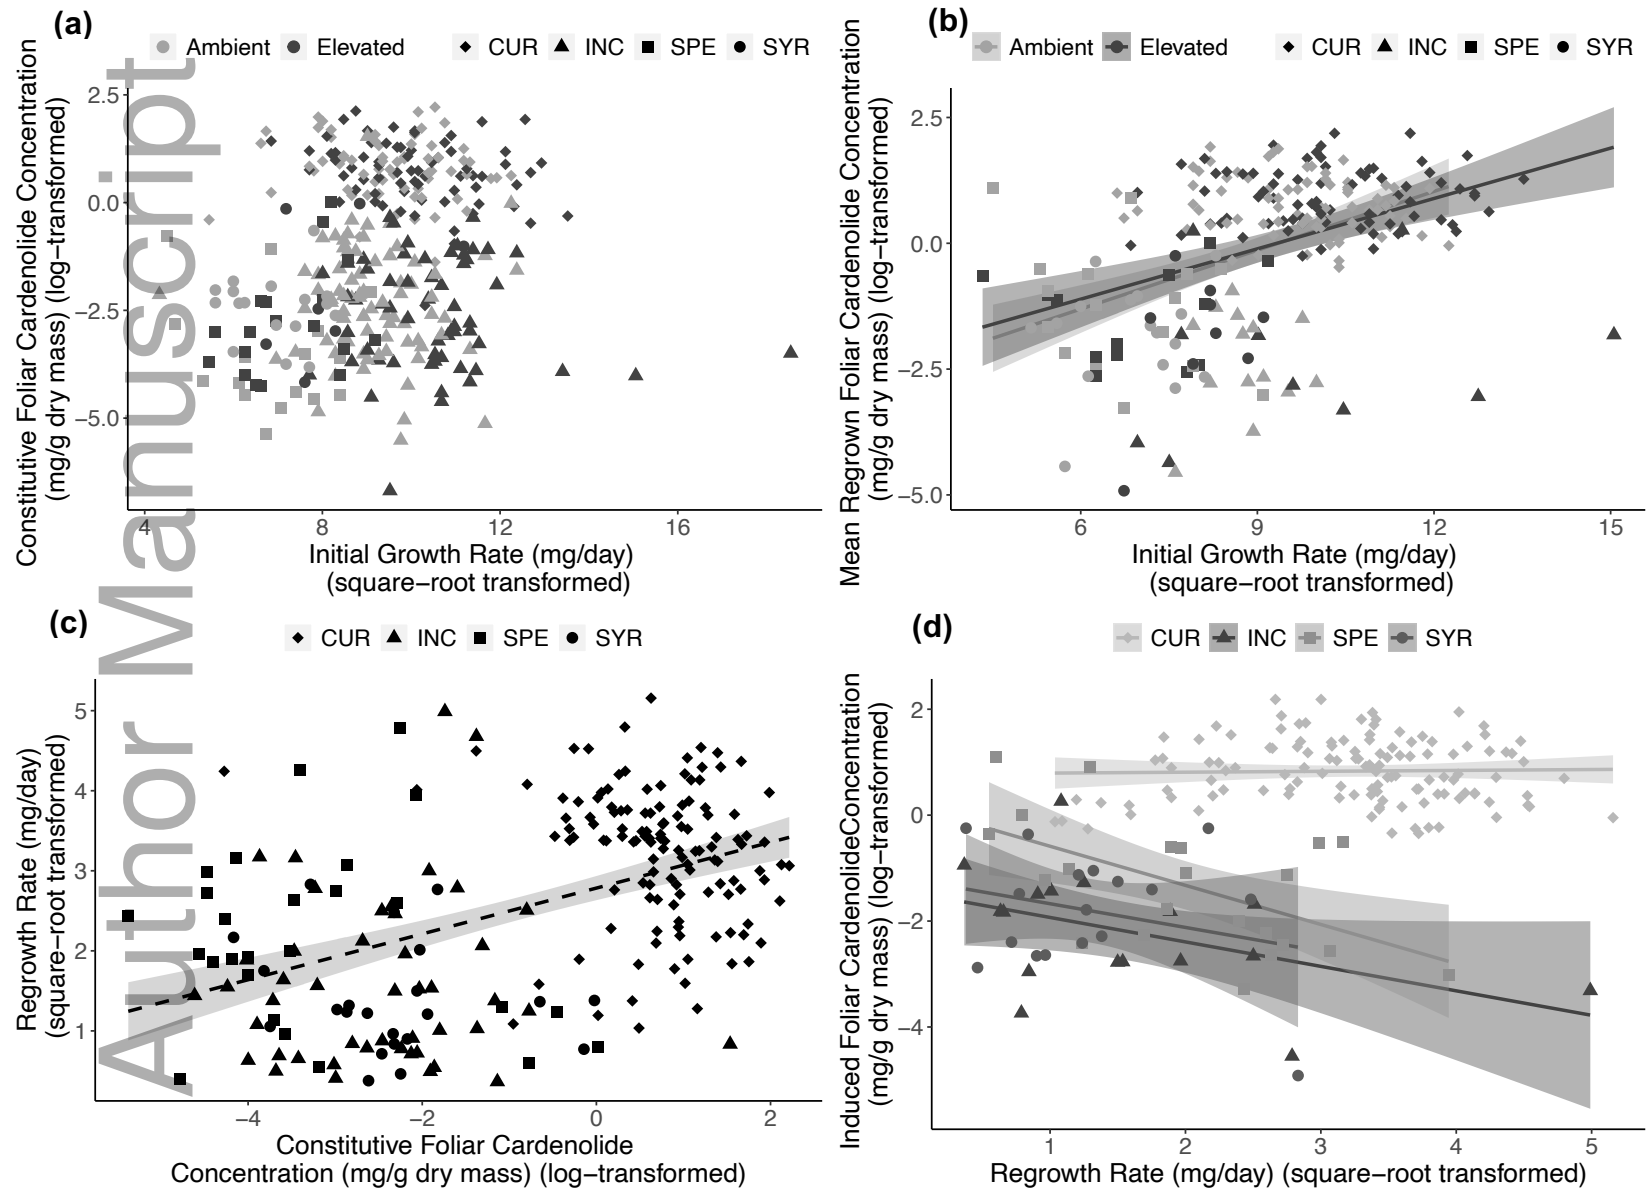 (a)
Ambient Elevated CUR INC SPE SYR
Constitutive Foliar Cardenolide Concentration
(mg/g dry mass) (log−transformed)
2.5
0.0
−2.5
−5.0
4 8 12 16
Initial Growth Rate (mg/day)
(square−root transformed)
(b)
Ambient Elevated CUR INC SPE SYR
Mean Regrown Foliar Cardenolide Concentration
(mg/g dry mass) (log−transformed)
2.5
0.0
−2.5
−5.0
6 9 12 15
Initial Growth Rate (mg/day)
(square−root transformed)
(c)
CUR INC SPE SYR
Regrowth Rate (mg/day)
(square−root transformed)
5
4
3
2
1
−4 −2 0 2
Constitutive Foliar Cardenolide
Concentration (mg/g dry mass) (log−transformed)
(d)
CUR INC SPE SYR
Induced Foliar CardenolideConcentration
(mg/g dry mass) (log−transformed)
2
0
−2
−4
1 2 3 4 5
Regrowth Rate (mg/day) (square−root transformed)
Author Manuscript